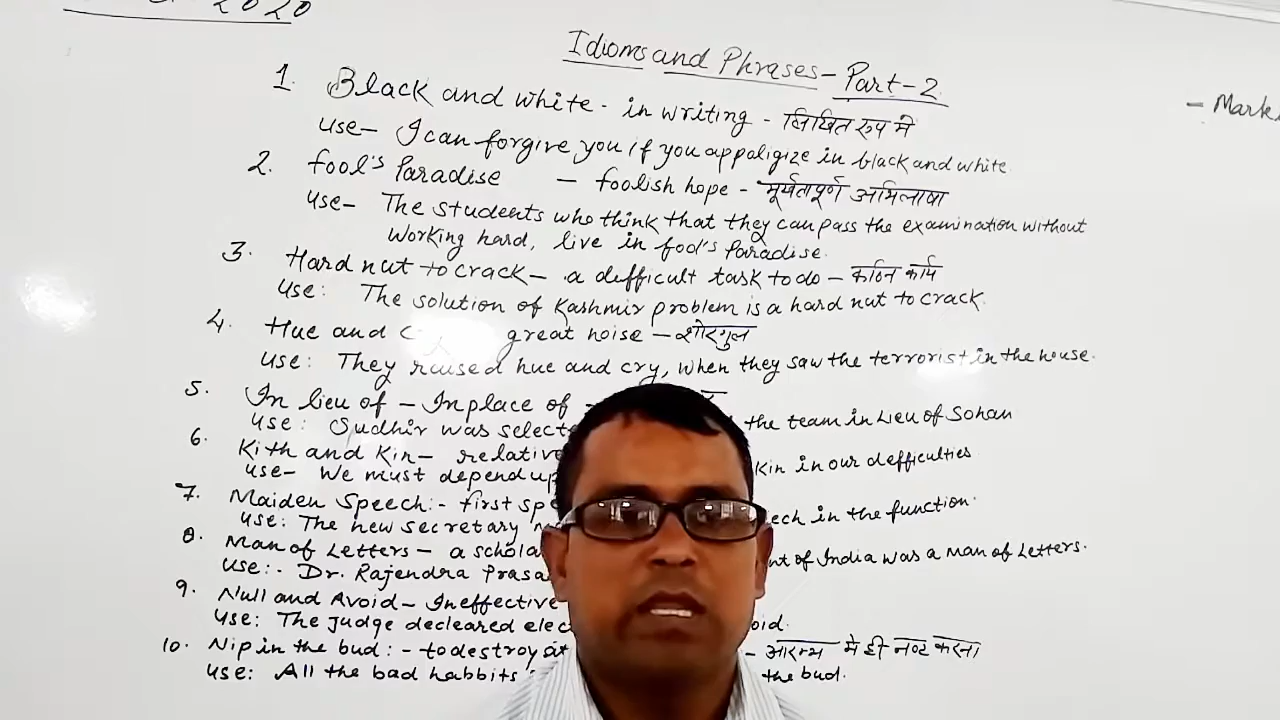 2020
Idioms and Phrases - Part-2
- Mark
1. Black and white - in writing - लिखित रूप में
use- I can forgive you if you appaligize in black and white.
2. fool's Paradise - foolish hope - मूर्खतापूर्ण अभिलाषा
use- The students who think that they can pass the examination without
working hard, live in fool's Paradise.
3. Hard nut to crack - a difficult task to do - कठिन कार्य
use: The solution of Kashmir problem is a hard nut to crack.
4. Hue and great noise - शोरगुल
use: They raised hue and cry, when they saw the terrorist in the house.
5. In lieu of - In place of -
use: Sudhir was select the team in Lieu of Sohan
6. Kith and Kin - relative
use- We must depend up kin in our defficulties
7. Maiden Speech :- first spe
use: The new secretary ech in the function.
8. Man of Letters - a schola
use:- Dr. Rajendra Prasa nt of India was a Man of Letters.
9. Null and Avoid - Ineffective
use: The judge decleared elec oid.
10. Nip in the bud :- to destroy at - आरम्भ में ही नष्ट करना
use: All the bad habbits the bud.